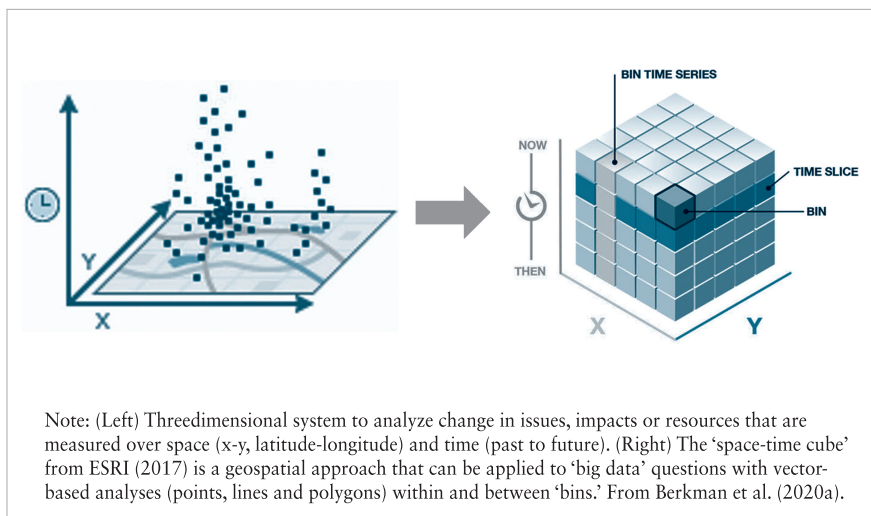 BIN TIME SERIES
NOW
TIME SLICE
BIN
THEN
Y
X
X
Y
Note: (Left) Threedimensional system to analyze change in issues, impacts or resources that are
measured over space (x-y, latitude-longitude) and time (past to future). (Right) The ‘space-time cube’
from ESRI (2017) is a geospatial approach that can be applied to ‘big data’ questions with vector-
based analyses (points, lines and polygons) within and between ‘bins.’ From Berkman et al. (2020a).